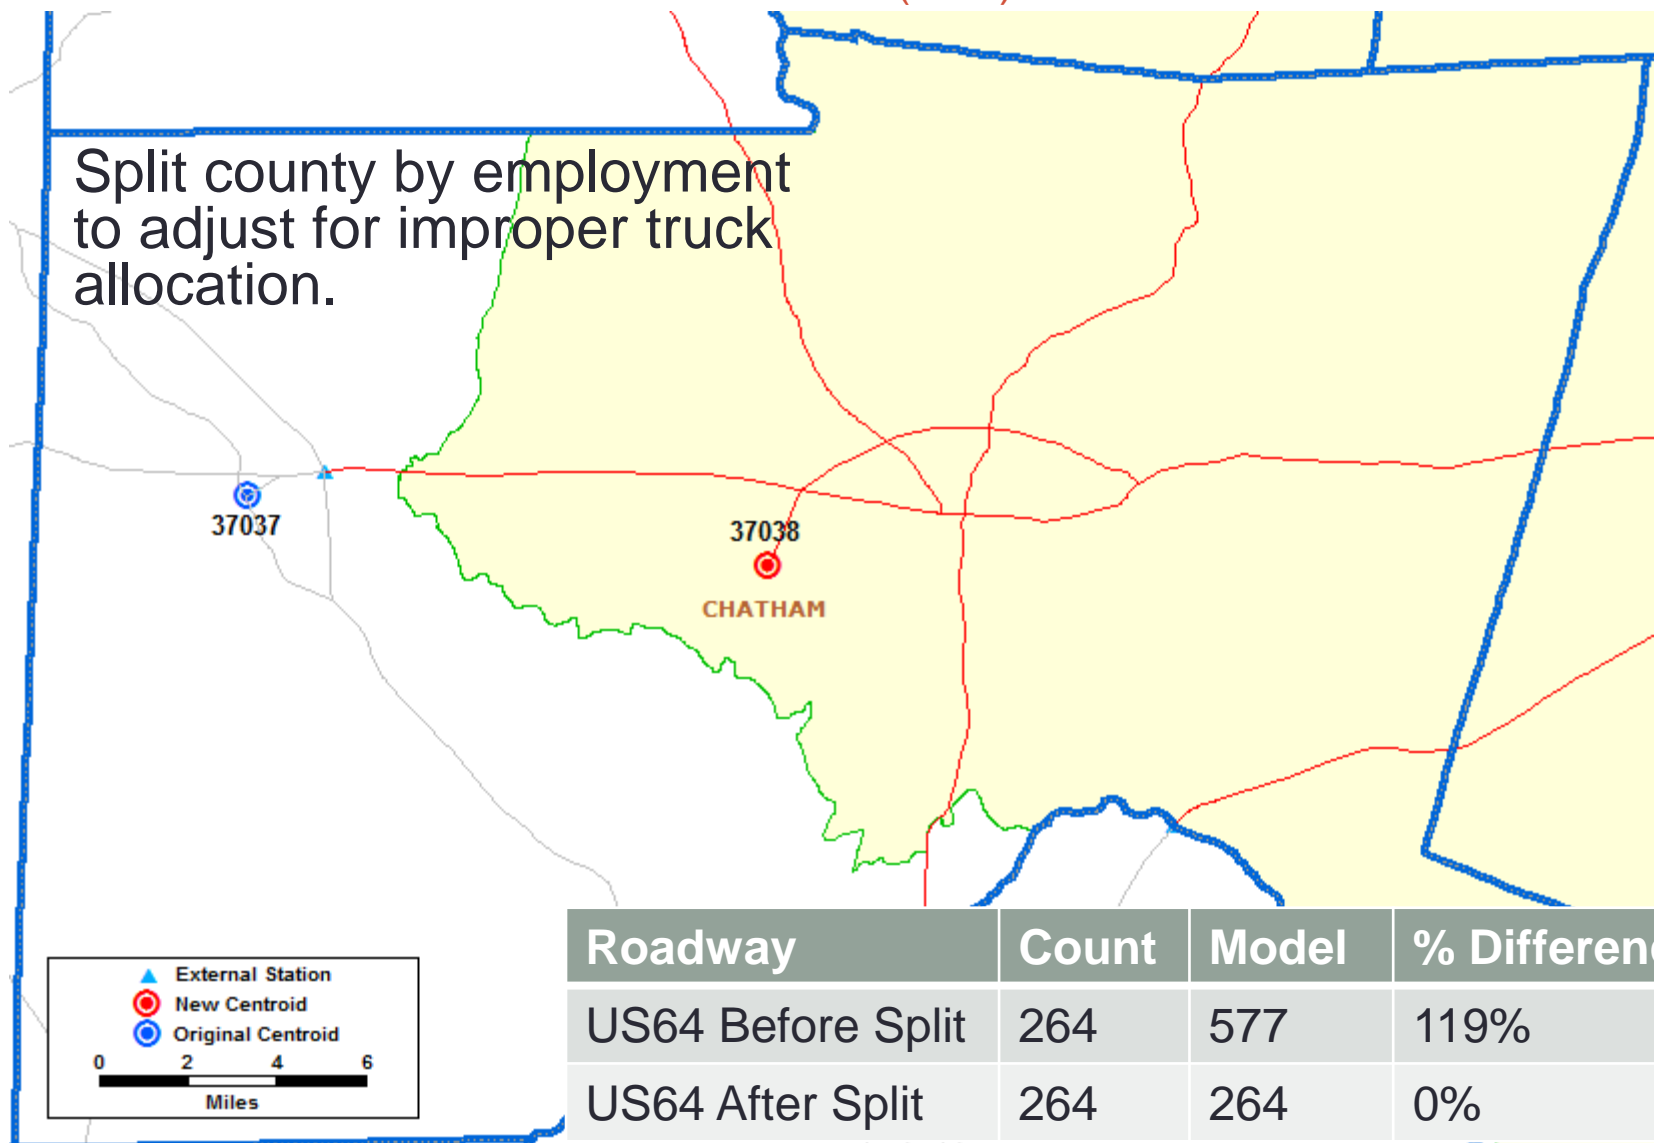 Split county by employment
to adjust for improper truck
allocation.
37037
37038
CHATHAM
External Station
New Centroid
Original Centroid
0 2 4 6
Miles
Roadway Count Model % Differen
US64 Before Split 264 577 119%
US64 After Split 264 264 0%